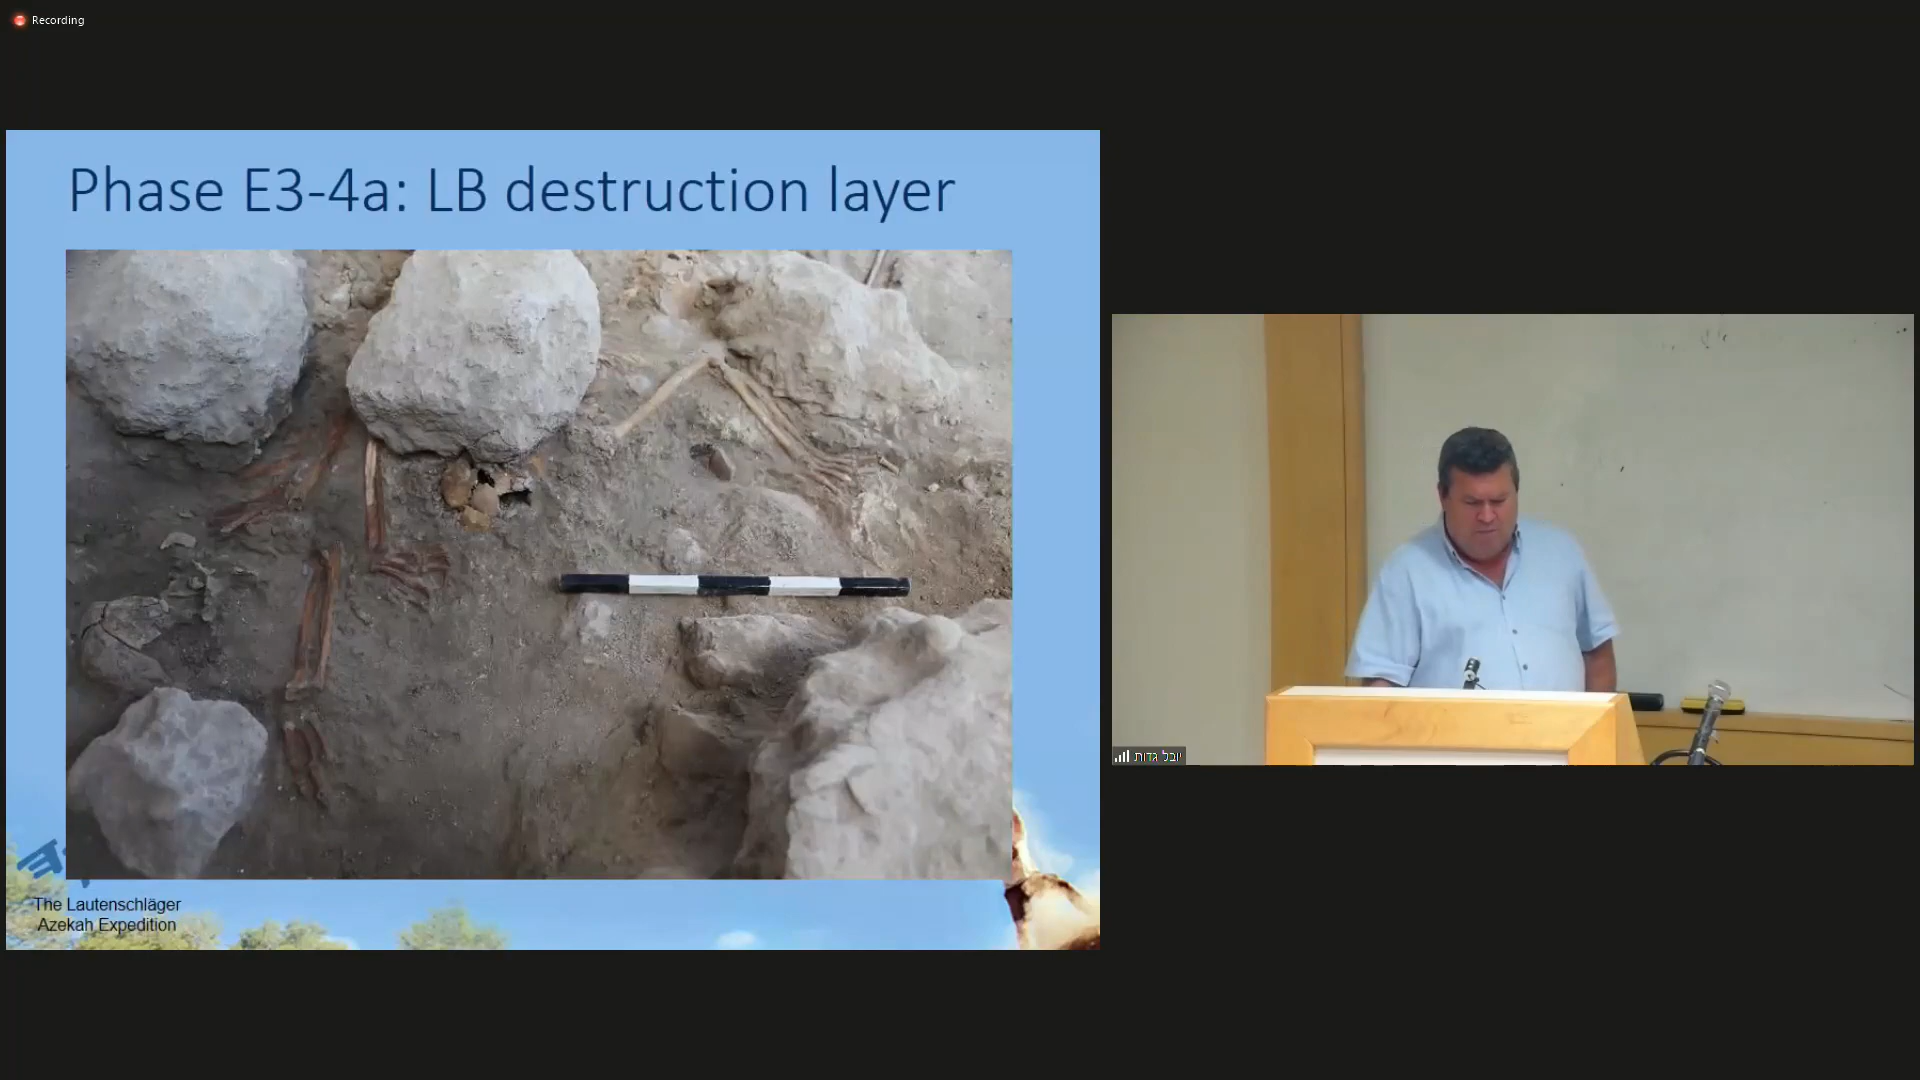 Recording
Phase E3-4a: LB destruction layer
The Lautenschläger
Azekah Expedition
יובל גדות